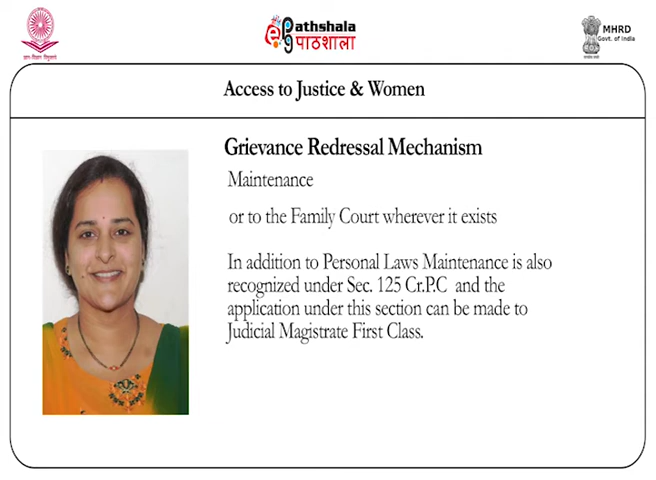 ePathshala
पाठशाला
MHRD
Govt. of India
Access to Justice & Women
Grievance Redressal Mechanism
Maintenance
or to the Family Court wherever it exists
In addition to Personal Laws Maintenance is also
recognized under Sec. 125 Cr.P.C and the
application under this section can be made to
Judicial Magistrate First Class.